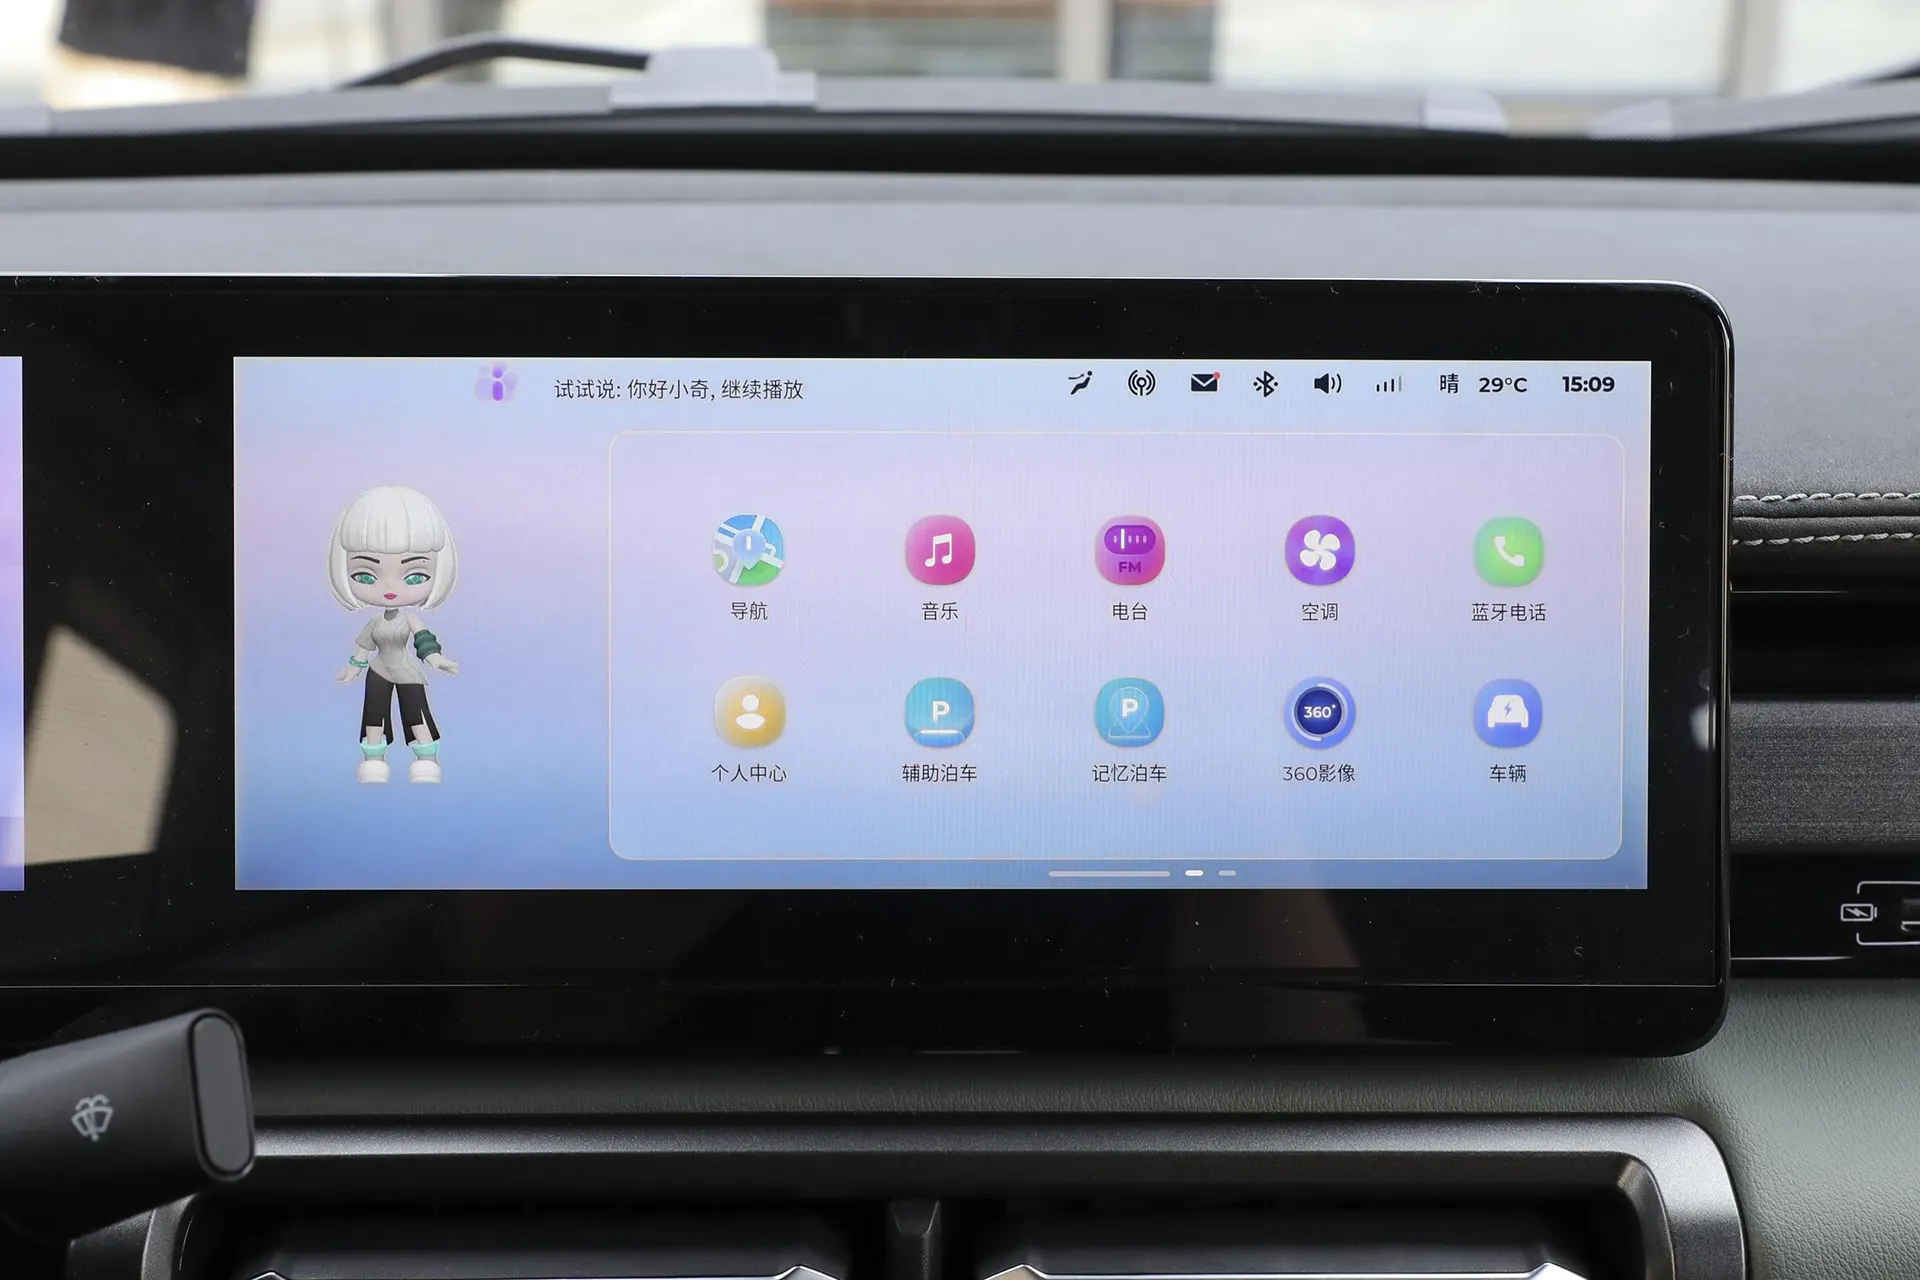 试试说: 你好小奇, 继续播放
晴 29°C 15:09
导航
音乐
FM
电台
空调
蓝牙电话
个人中心
P
辅助泊车
P
记忆泊车
360°
360影像
车辆